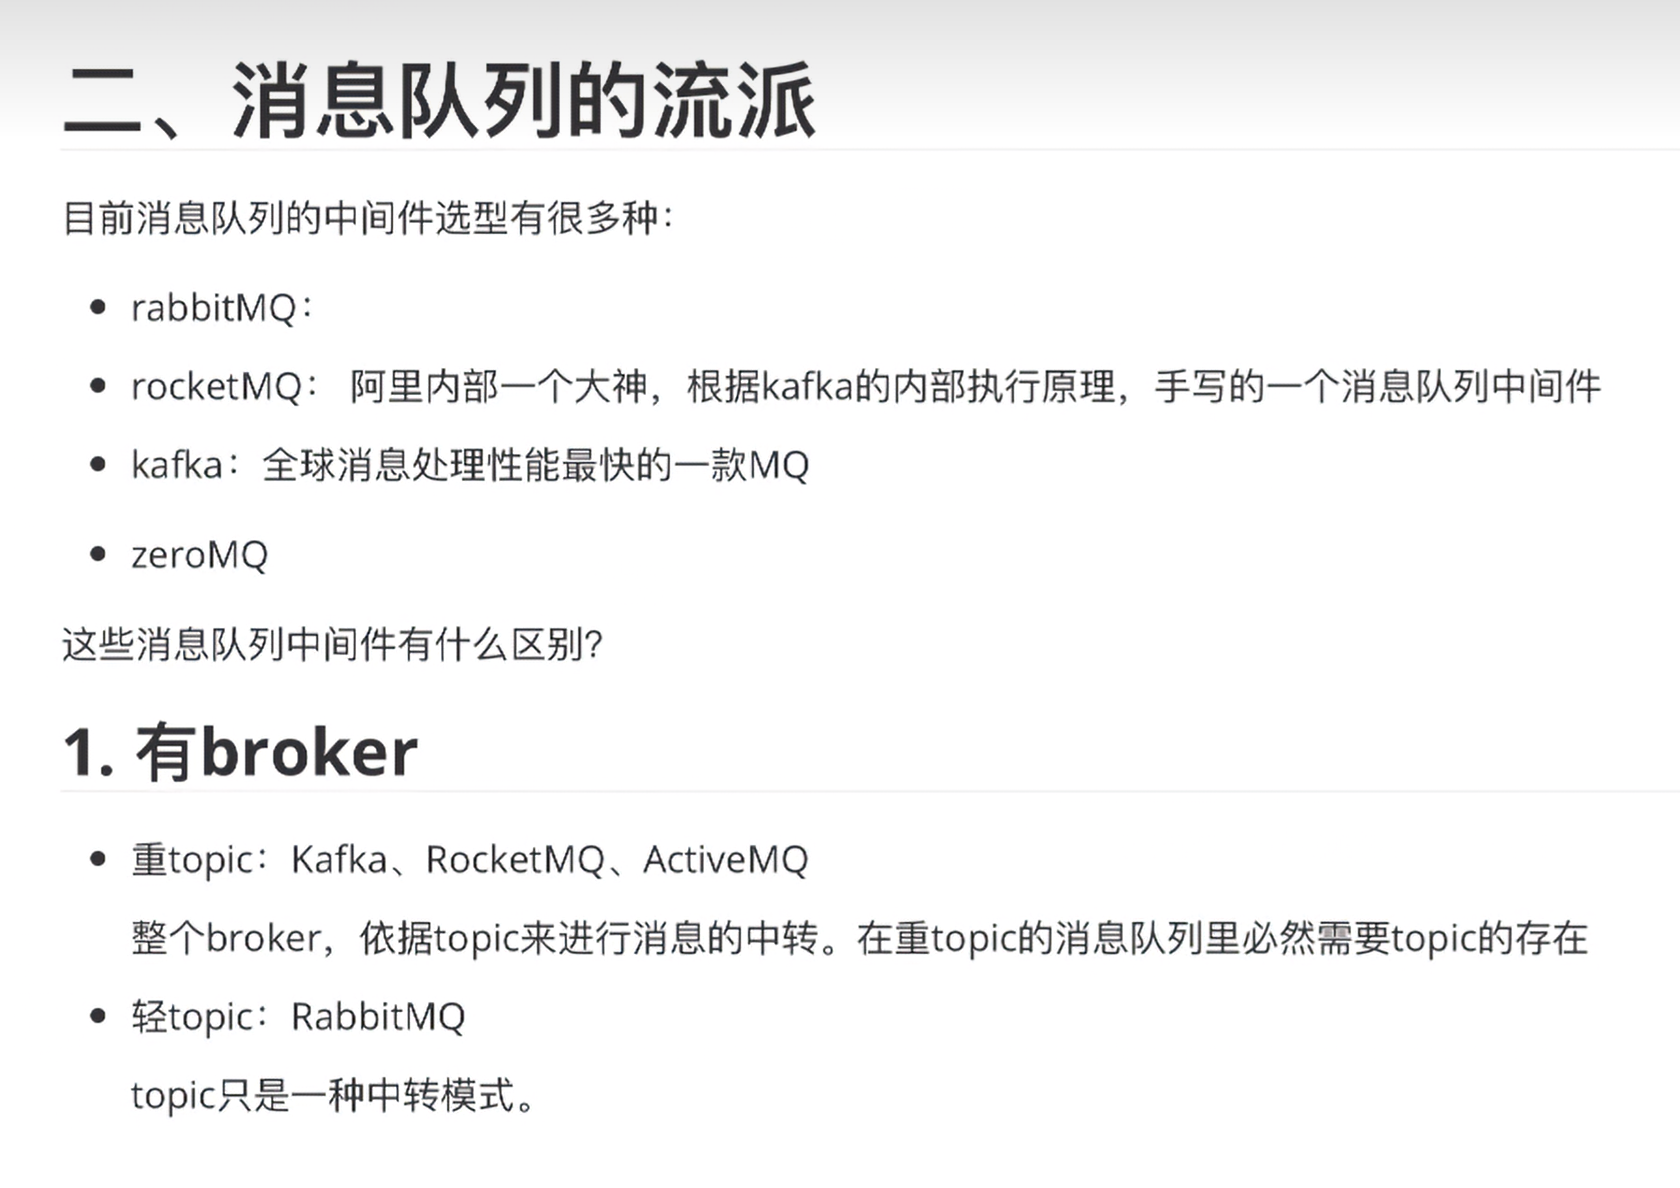 二、消息队列的流派
目前消息队列的中间件选型有很多种：
rabbitMQ：
rocketMQ： 阿里内部一个大神，根据kafka的内部执行原理，手写的一个消息队列中间件
kafka：全球消息处理性能最快的一款MQ
zeroMQ
这些消息队列中间件有什么区别？
1. 有broker
重topic：Kafka、RocketMQ、ActiveMQ
整个broker，依据topic来进行消息的中转。在重topic的消息队列里必然需要topic的存在
轻topic：RabbitMQ
topic只是一种中转模式。